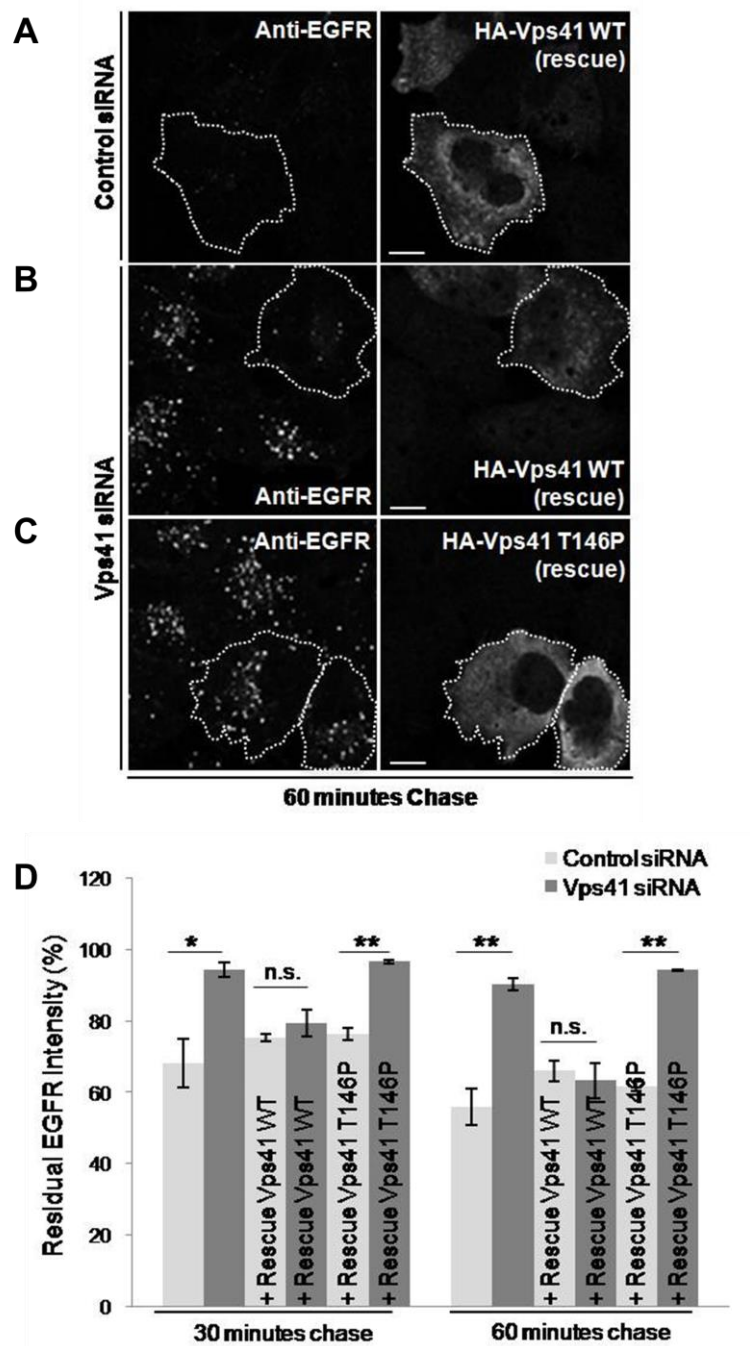 A
Control siRNA
Anti-EGFR
HA-Vps41 WT
(rescue)
B
Vps41 siRNA
Anti-EGFR
HA-Vps41 WT
(rescue)
C
Anti-EGFR
HA-Vps41 T146P
(rescue)
60 minutes Chase
D
Control siRNA
Vps41 siRNA
Residual EGFR Intensity (%)
120
100
80
60
40
20
0
*
n.s.
**
**
n.s.
**
+ Rescue Vps41 WT
+ Rescue Vps41 WT
+ Rescue Vps41 T146P
+ Rescue Vps41 T146P
+ Rescue Vps41 WT
+ Rescue Vps41 WT
+ Rescue Vps41 T146P
+ Rescue Vps41 T146P
30 minutes chase
60 minutes chase